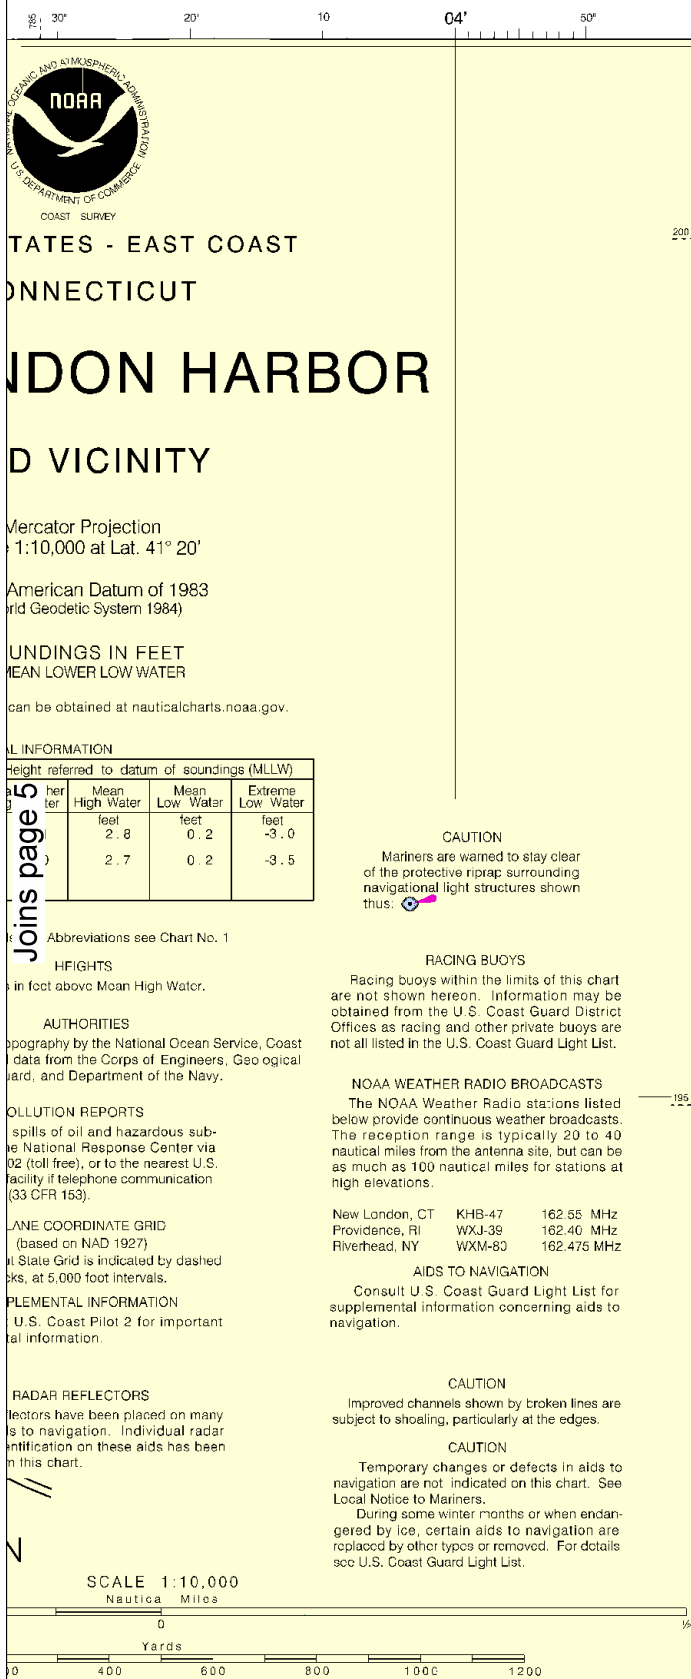 785
30"
20'
10
04'
50"
NATIONAL OCEANIC AND ATMOSPHERIC ADMINISTRATION
NOAA
U.S. DEPARTMENT OF COMMERCE
COAST SURVEY
TATES - EAST COAST
ONNECTICUT
NDON HARBOR
D VICINITY
Mercator Projection
1:10,000 at Lat. 41° 20'
American Datum of 1983
orld Geodetic System 1984)
UNDINGS IN FEET
MEAN LOWER LOW WATER
can be obtained at nauticalcharts.noaa.gov.
AL INFORMATION
Height referred to datum of soundings (MLLW)
her
ter
Mean
High Water
Mean
Low Water
Extreme
Low Water
feet
feet
feet
2.8
0.2
-3.0
2.7
0.2
-3.5
Joins page 5
Abbreviations see Chart No. 1
HEIGHTS
s in feet above Mean High Water.
AUTHORITIES
opography by the National Ocean Service, Coast
l data from the Corps of Engineers, Geological
uard, and Department of the Navy.
OLLUTION REPORTS
spills of oil and hazardous sub-
he National Response Center via
02 (toll free), or to the nearest U.S.
facility if telephone communication
(33 CFR 153).
LANE COORDINATE GRID
(based on NAD 1927)
ut State Grid is indicated by dashed
cks, at 5,000 foot intervals.
PLEMENTAL INFORMATION
U.S. Coast Pilot 2 for important
tal information.
RADAR REFLECTORS
flectors have been placed on many
ds to navigation. Individual radar
entification on these aids has been
m this chart.
N
200
CAUTION
Mariners are warned to stay clear
of the protective riprap surrounding
navigational light structures shown
thus:
RACING BUOYS
Racing buoys within the limits of this chart
are not shown hereon. Information may be
obtained from the U.S. Coast Guard District
Offices as racing and other private buoys are
not all listed in the U.S. Coast Guard Light List.
NOAA WEATHER RADIO BROADCASTS
The NOAA Weather Radio stations listed
below provide continuous weather broadcasts.
The reception range is typically 20 to 40
nautical miles from the antenna site, but can be
as much as 100 nautical miles for stations at
high elevations.
New London, CT KHB-47 162.55 MHz
Providence, RI WXJ-39 162.40 MHz
Riverhead, NY WXM-80 162.475 MHz
195
AIDS TO NAVIGATION
Consult U.S. Coast Guard Light List for
supplemental information concerning aids to
navigation.
CAUTION
Improved channels shown by broken lines are
subject to shoaling, particularly at the edges.
CAUTION
Temporary changes or defects in aids to
navigation are not indicated on this chart. See
Local Notice to Mariners.
During some winter months or when endan-
gered by ice, certain aids to navigation are
replaced by other types or removed. For details
see U.S. Coast Guard Light List.
SCALE 1:10,000
Nautical Miles
0
½
Yards
00
400
600
800
1000
1200